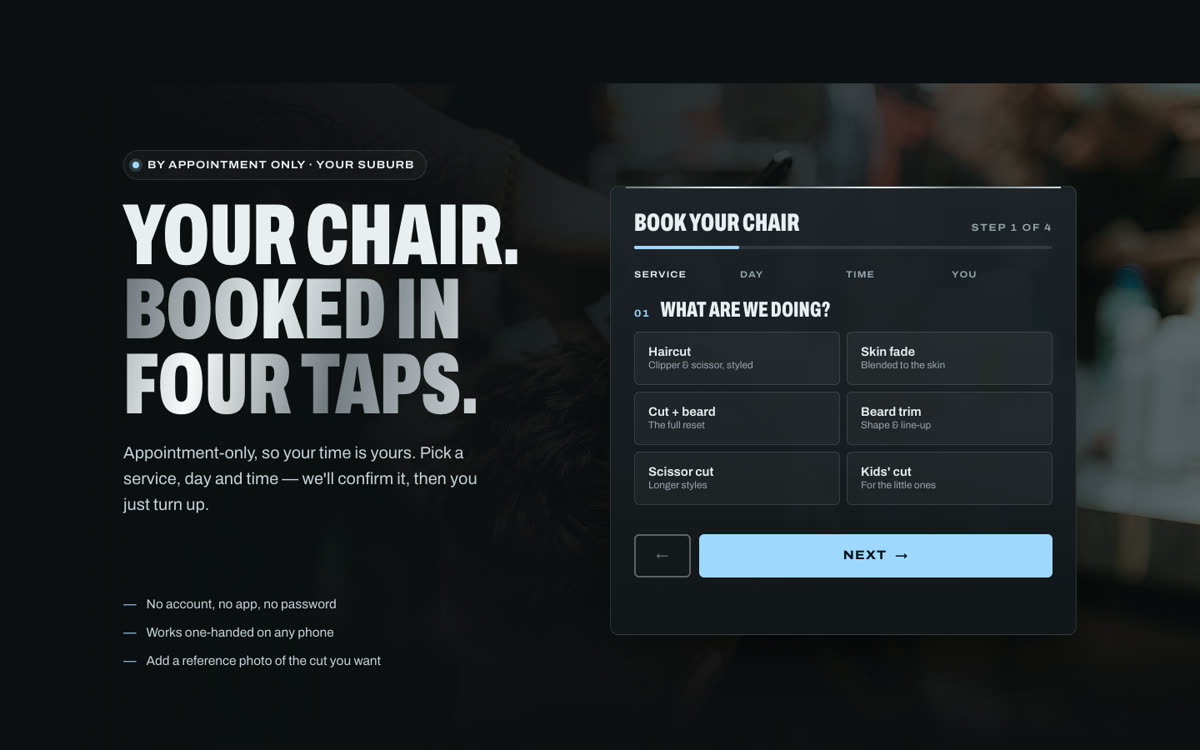 BY APPOINTMENT ONLY · YOUR SUBURB
YOUR CHAIR.
BOOKED IN
FOUR TAPS.
Appointment-only, so your time is yours. Pick a
service, day and time — we'll confirm it, then you
just turn up.
— No account, no app, no password
— Works one-handed on any phone
— Add a reference photo of the cut you want
BOOK YOUR CHAIR
STEP 1 OF 4
SERVICE DAY TIME YOU
01 WHAT ARE WE DOING?
Haircut
Clipper & scissor, styled
Skin fade
Blended to the skin
Cut + beard
The full reset
Beard trim
Shape & line-up
Scissor cut
Longer styles
Kids' cut
For the little ones
←
NEXT →